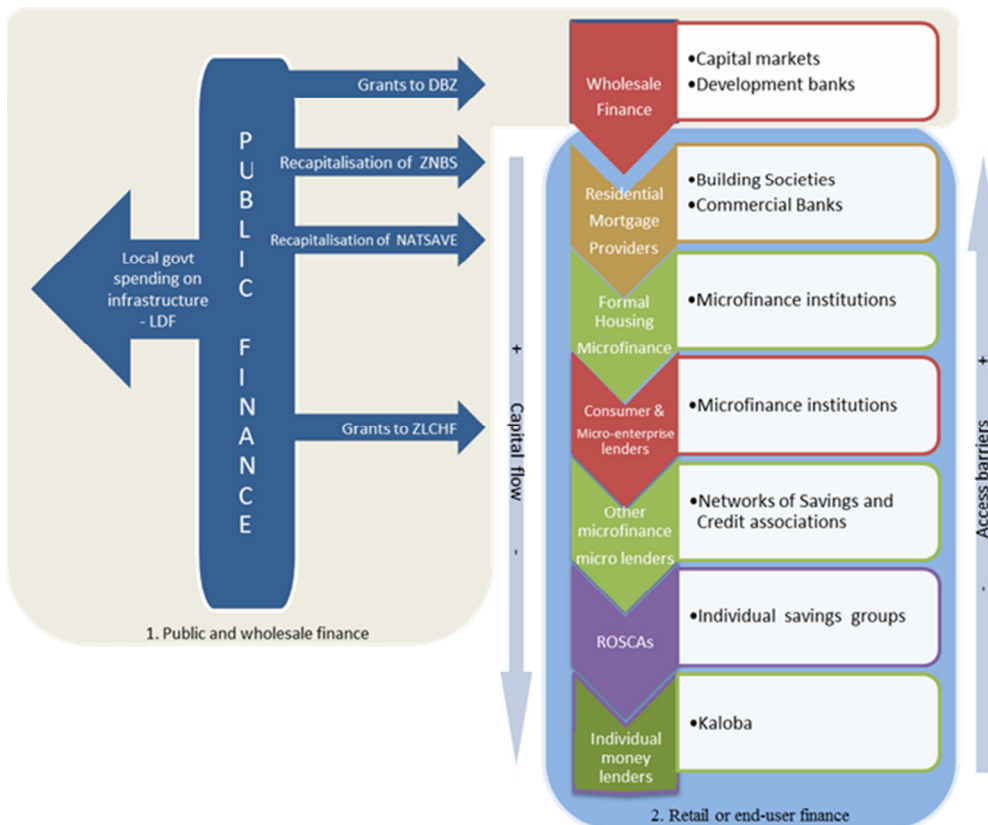 PUBLIC FINANCE
Grants to DBZ
Recapitalisation of ZNBS
Recapitalisation of NATSAVE
Local govt
spending on
infrastructure
- LDF
Grants to ZLCHF
1. Public and wholesale finance
+
Capital flow
-
Wholesale
Finance
•Capital markets
•Development banks
Residential
Mortgage
Providers
•Building Societies
•Commercial Banks
Formal
Housing
Microfinance
•Microfinance institutions
Consumer &
Micro-enterprise
lenders
•Microfinance institutions
Other
microfinance
micro lenders
•Networks of Savings and
Credit associations
ROSCAs
•Individual savings groups
Individual
money
lenders
•Kaloba
2. Retail or end-user finance
+
Access barriers
-